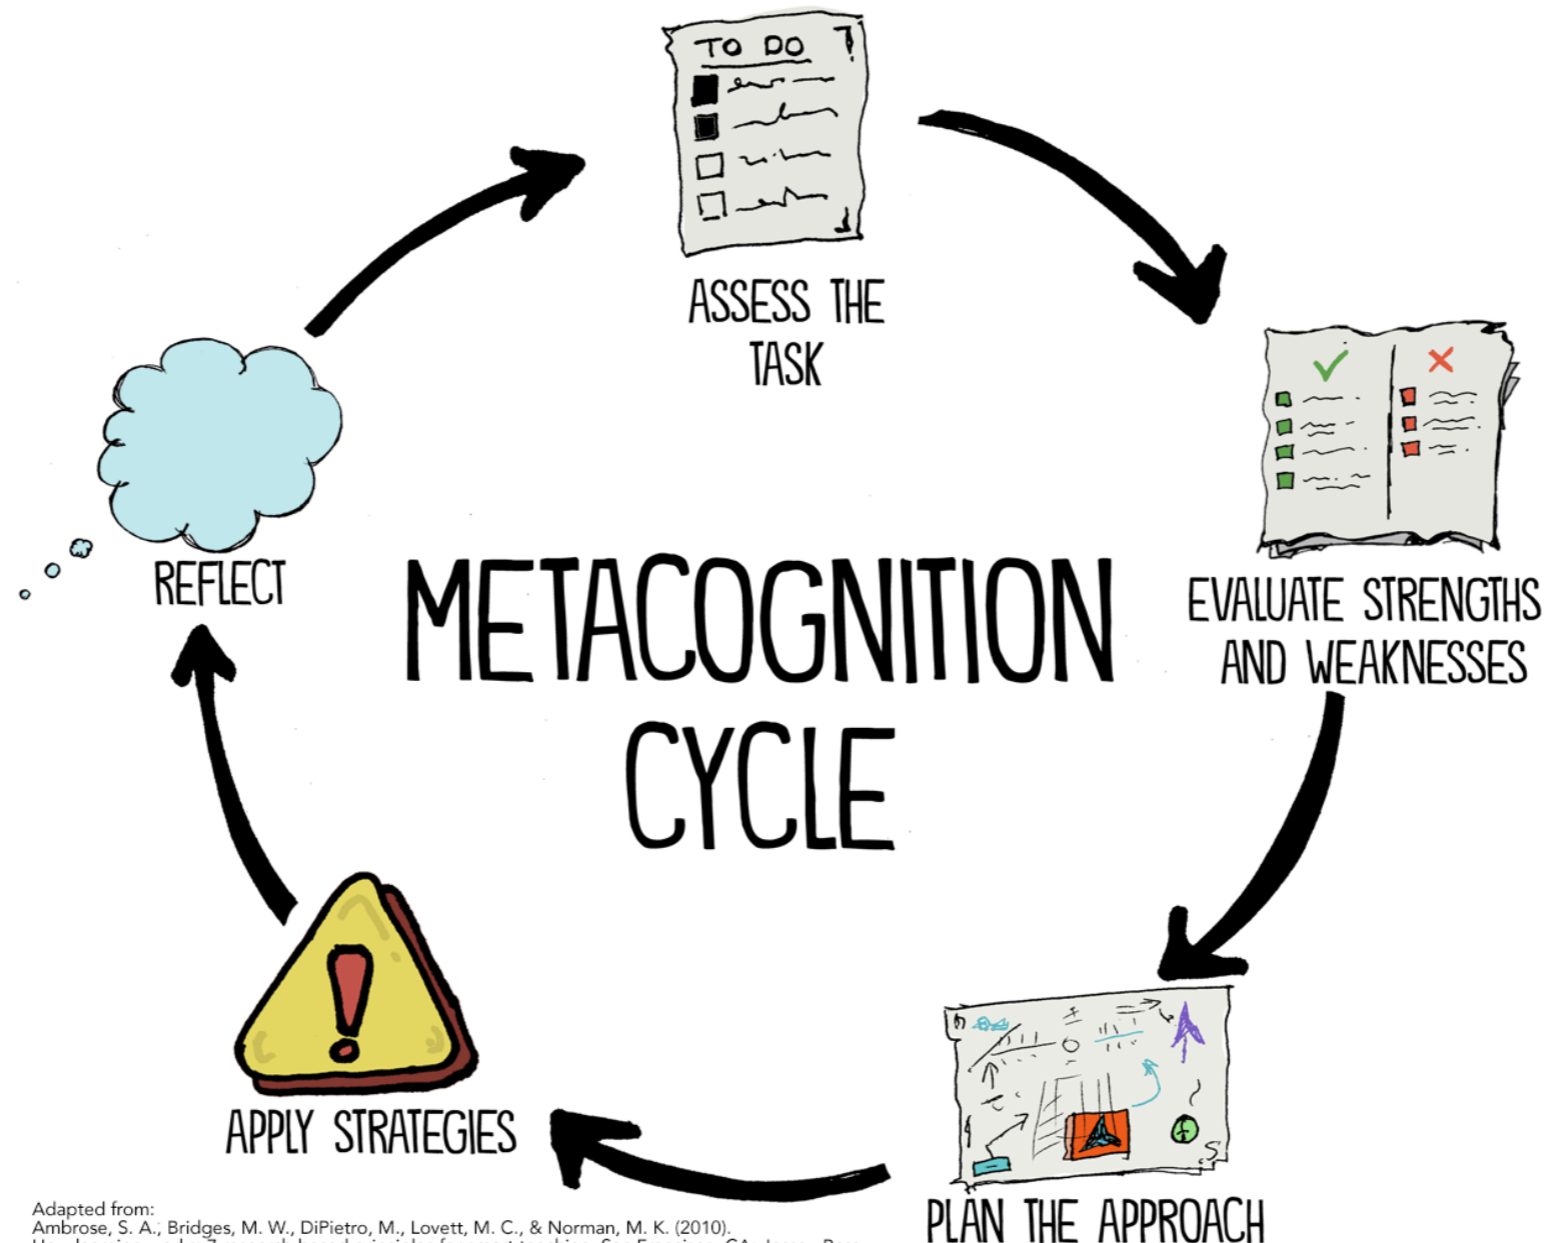 TO DO
ASSESS THE
TASK
EVALUATE STRENGTHS
AND WEAKNESSES
REFLECT
METACOGNITION
CYCLE
APPLY STRATEGIES
PLAN THE APPROACH
Adapted from:
Ambrose, S. A., Bridges, M. W., DiPietro, M., Lovett, M. C., & Norman, M. K. (2010).